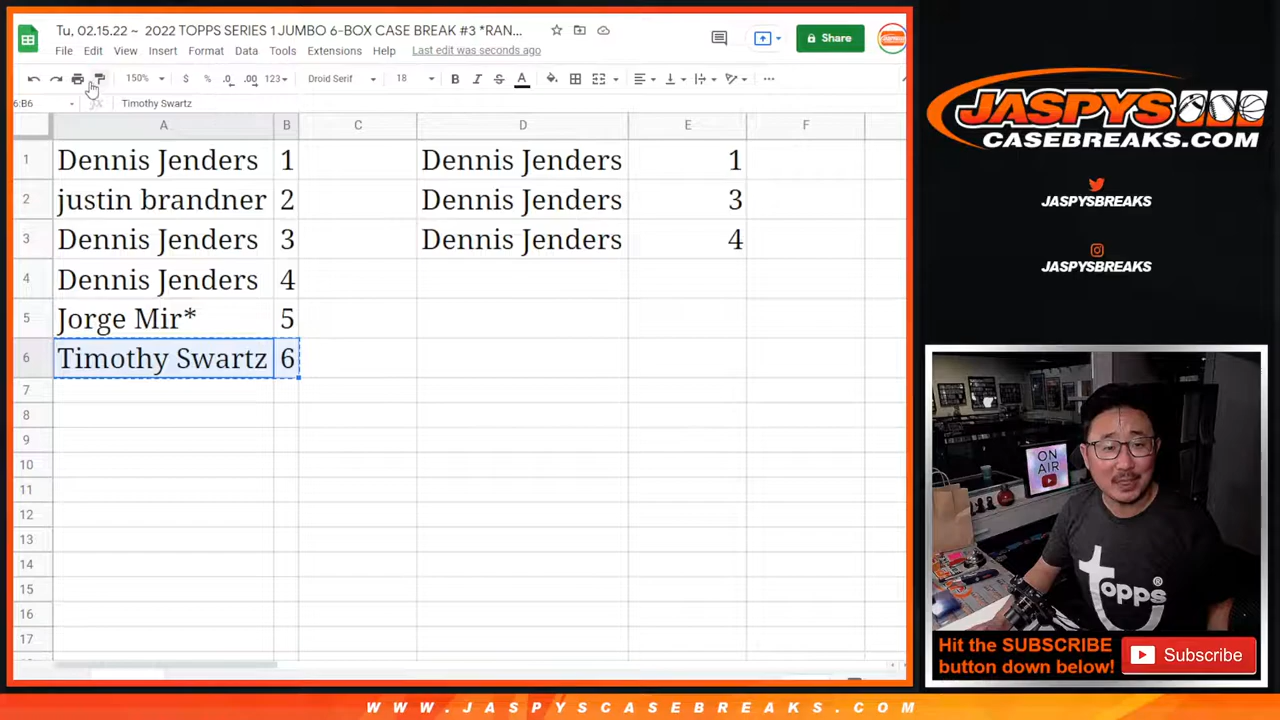 Tu, 02.15.22 ~ 2022 TOPPS SERIES 1 JUMBO 6-BOX CASE BREAK #3 *RAN...
File Edit View Insert Format Data Tools Extensions Help Last edit was seconds ago
Share
150% $ % .0 .00 123 Droid Serif 18 B I S A
6:B6 fx Timothy Swartz
A B C D E F
1 Dennis Jenders 1 Dennis Jenders 1
2 justin brandner 2 Dennis Jenders 3
3 Dennis Jenders 3 Dennis Jenders 4
4 Dennis Jenders 4
5 Jorge Mir* 5
6 Timothy Swartz 6
7
8
9
10
11
12
13
14
15
16
17
JASPYS
CASEBREAKS.COM
JASPYSBREAKS
JASPYSBREAKS
ON
AIR
topps
Hit the SUBSCRIBE
button down below!
Subscribe
WWW.JASPYSCASEBREAKS.COM